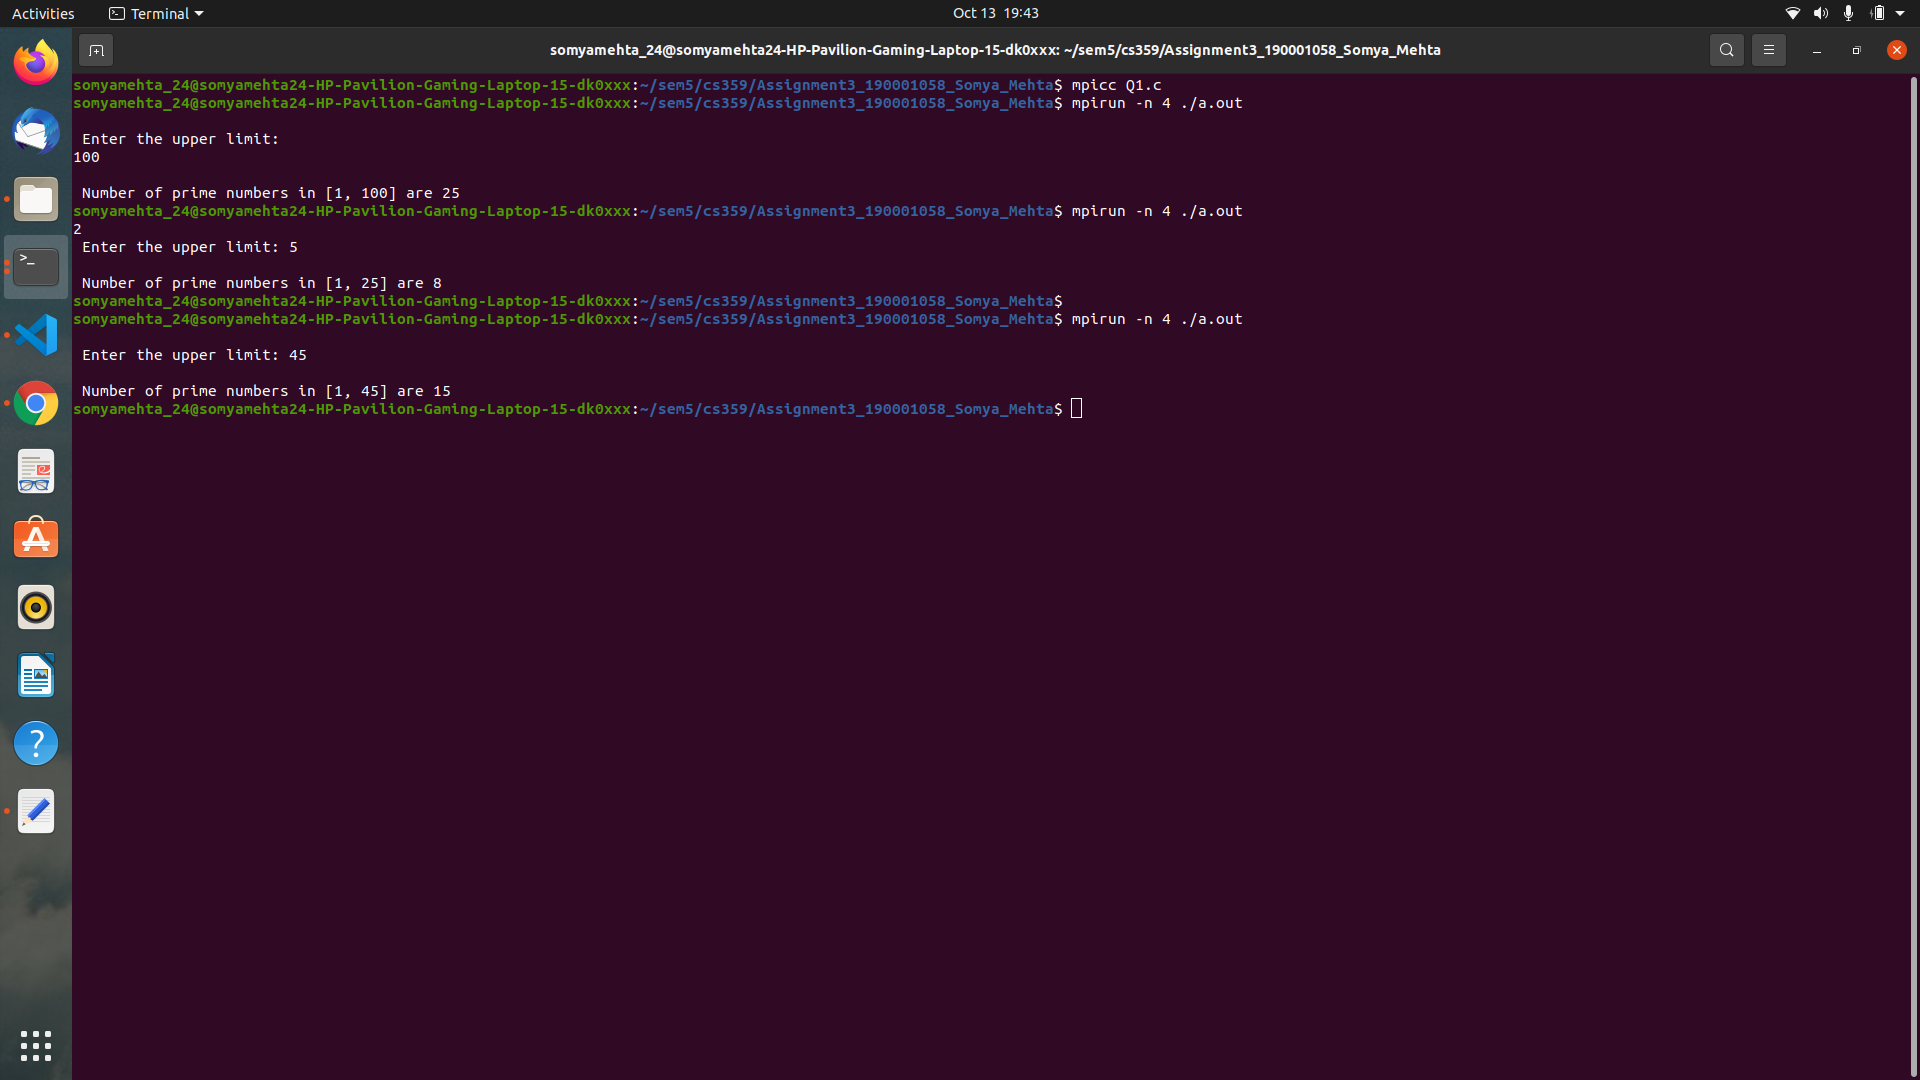 Activities Terminal Oct 13 19:43
somyamehta_24@somyamehta24-HP-Pavilion-Gaming-Laptop-15-dk0xxx: ~/sem5/cs359/Assignment3_190001058_Somya_Mehta
somyamehta_24@somyamehta24-HP-Pavilion-Gaming-Laptop-15-dk0xxx:~/sem5/cs359/Assignment3_190001058_Somya_Mehta$ mpicc Q1.c
somyamehta_24@somyamehta24-HP-Pavilion-Gaming-Laptop-15-dk0xxx:~/sem5/cs359/Assignment3_190001058_Somya_Mehta$ mpirun -n 4 ./a.out
Enter the upper limit:
100
Number of prime numbers in [1, 100] are 25
somyamehta_24@somyamehta24-HP-Pavilion-Gaming-Laptop-15-dk0xxx:~/sem5/cs359/Assignment3_190001058_Somya_Mehta$ mpirun -n 4 ./a.out
2
Enter the upper limit: 5
Number of prime numbers in [1, 25] are 8
somyamehta_24@somyamehta24-HP-Pavilion-Gaming-Laptop-15-dk0xxx:~/sem5/cs359/Assignment3_190001058_Somya_Mehta$
somyamehta_24@somyamehta24-HP-Pavilion-Gaming-Laptop-15-dk0xxx:~/sem5/cs359/Assignment3_190001058_Somya_Mehta$ mpirun -n 4 ./a.out
Enter the upper limit: 45
Number of prime numbers in [1, 45] are 15
somyamehta_24@somyamehta24-HP-Pavilion-Gaming-Laptop-15-dk0xxx:~/sem5/cs359/Assignment3_190001058_Somya_Mehta$